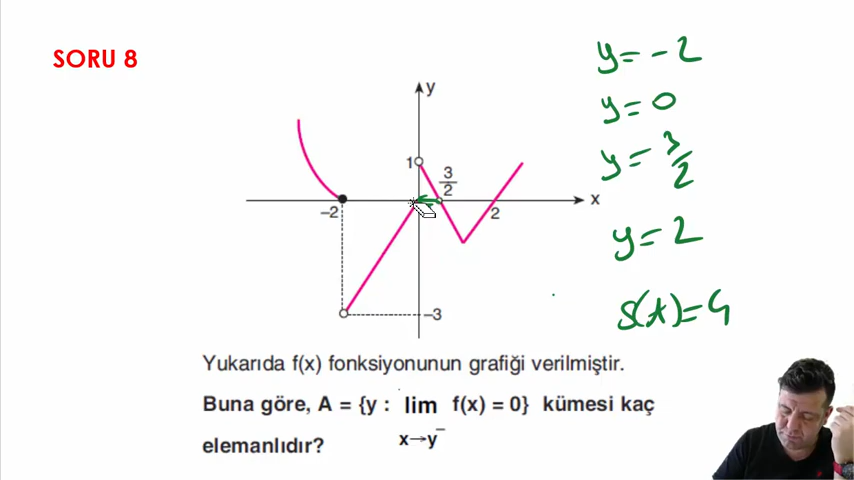 SORU 8
y = -2
y = 0
y = 3/2
y = 2
s(A) = 4
y
1
3/2
x
-2
2
-3
Yukarıda f(x) fonksiyonunun grafiği verilmiştir.
Buna göre, A = {y : lim f(x) = 0} kümesi kaç
x→y⁻
elemanlıdır?